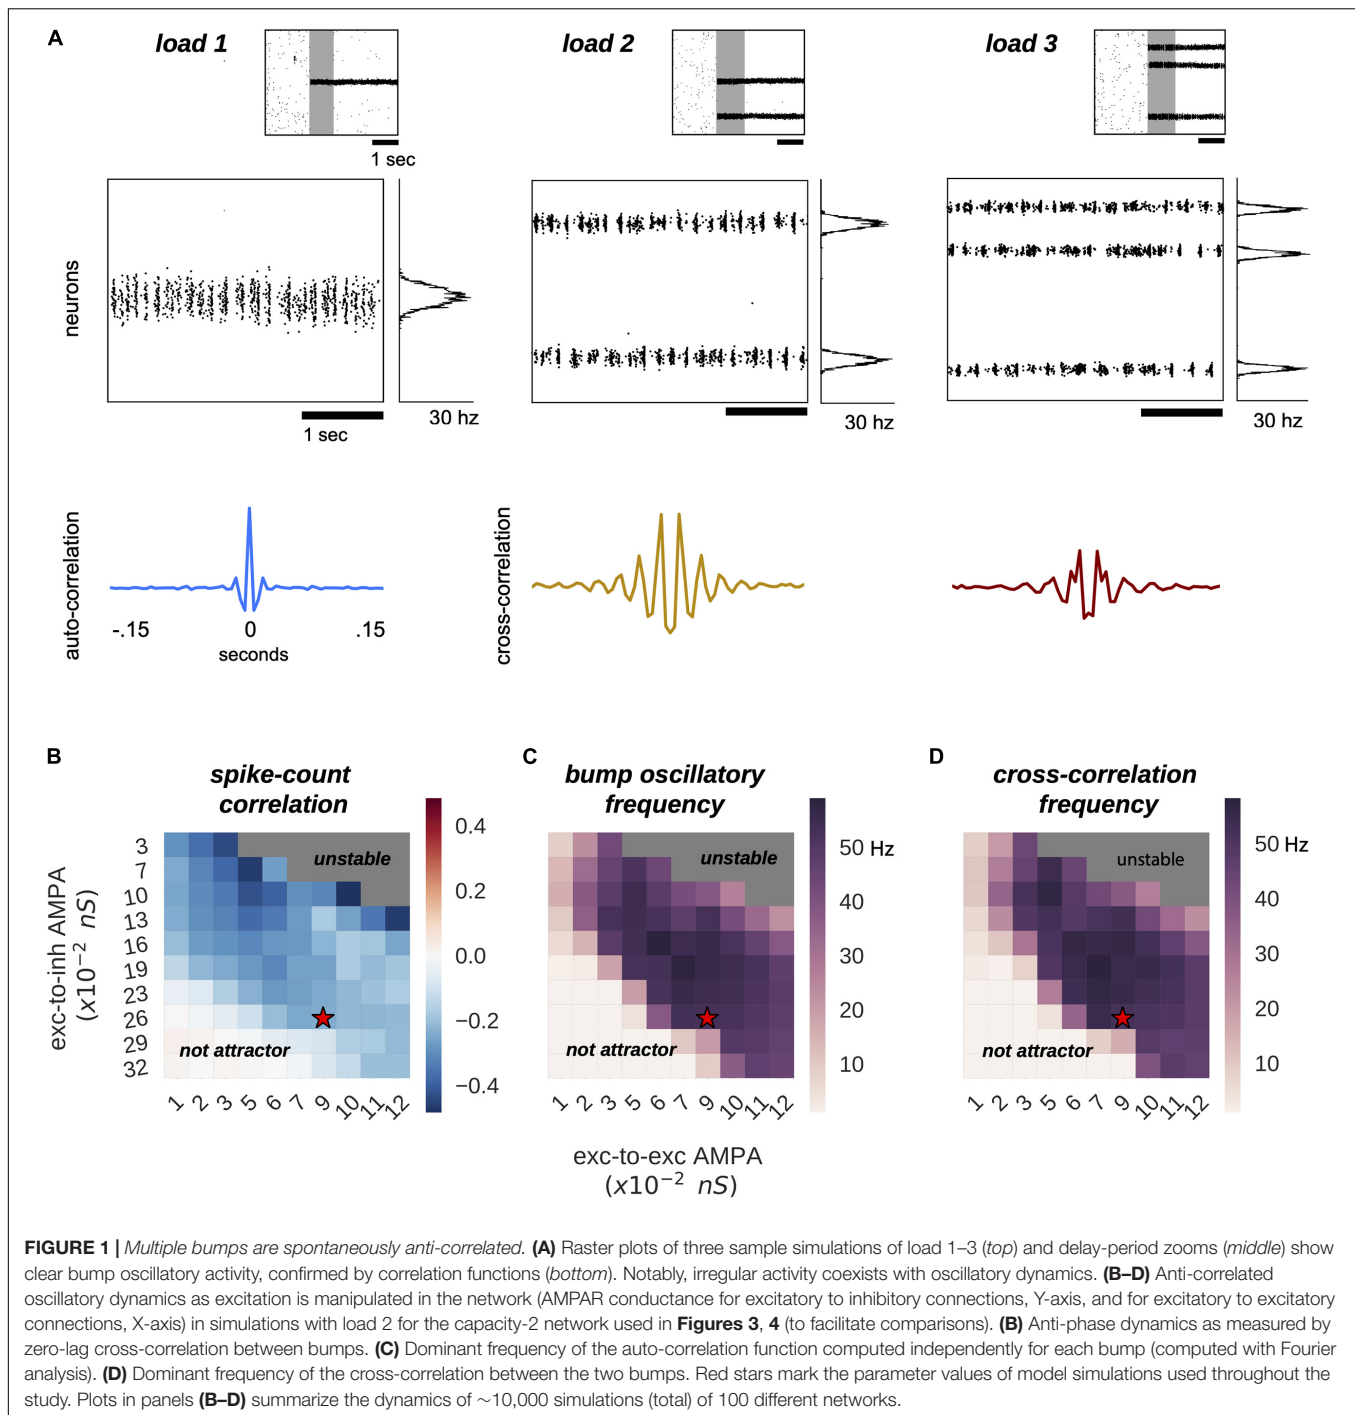 A
load 1
load 2
load 3
1 sec
neurons
1 sec
30 hz
30 hz
30 hz
auto-correlation
-.15
0
.15
seconds
cross-correlation
B
spike-count
correlation
C
bump oscillatory
frequency
D
cross-correlation
frequency
exc-to-inh AMPA
(x10⁻² nS)
3
7
10
13
16
19
23
26
29
32
unstable
not attractor
1 2 3 5 6 7 9 10 11 12
0.4
0.2
0.0
−0.2
−0.4
unstable
not attractor
1 2 3 5 6 7 9 10 11 12
50 Hz
40
30
20
10
unstable
not attractor
1 2 3 5 6 7 9 10 11 12
50 Hz
40
30
20
10
exc-to-exc AMPA
(x10⁻² nS)
FIGURE 1 | Multiple bumps are spontaneously anti-correlated. (A) Raster plots of three sample simulations of load 1–3 (top) and delay-period zooms (middle) show
clear bump oscillatory activity, confirmed by correlation functions (bottom). Notably, irregular activity coexists with oscillatory dynamics. (B–D) Anti-correlated
oscillatory dynamics as excitation is manipulated in the network (AMPAR conductance for excitatory to inhibitory connections, Y-axis, and for excitatory to excitatory
connections, X-axis) in simulations with load 2 for the capacity-2 network used in Figures 3, 4 (to facilitate comparisons). (B) Anti-phase dynamics as measured by
zero-lag cross-correlation between bumps. (C) Dominant frequency of the auto-correlation function computed independently for each bump (computed with Fourier
analysis). (D) Dominant frequency of the cross-correlation between the two bumps. Red stars mark the parameter values of model simulations used throughout the
study. Plots in panels (B–D) summarize the dynamics of ∼10,000 simulations (total) of 100 different networks.